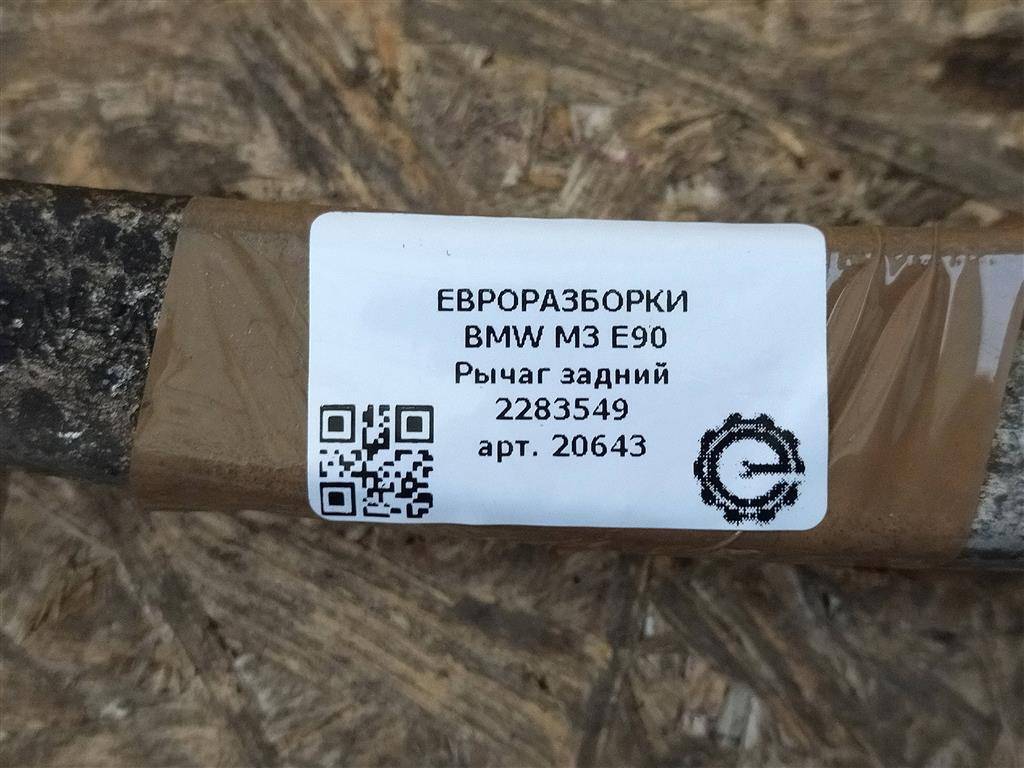 ЕВРОРАЗБОРКИ
BMW M3 E90
Рычаг задний
2283549
арт. 20643